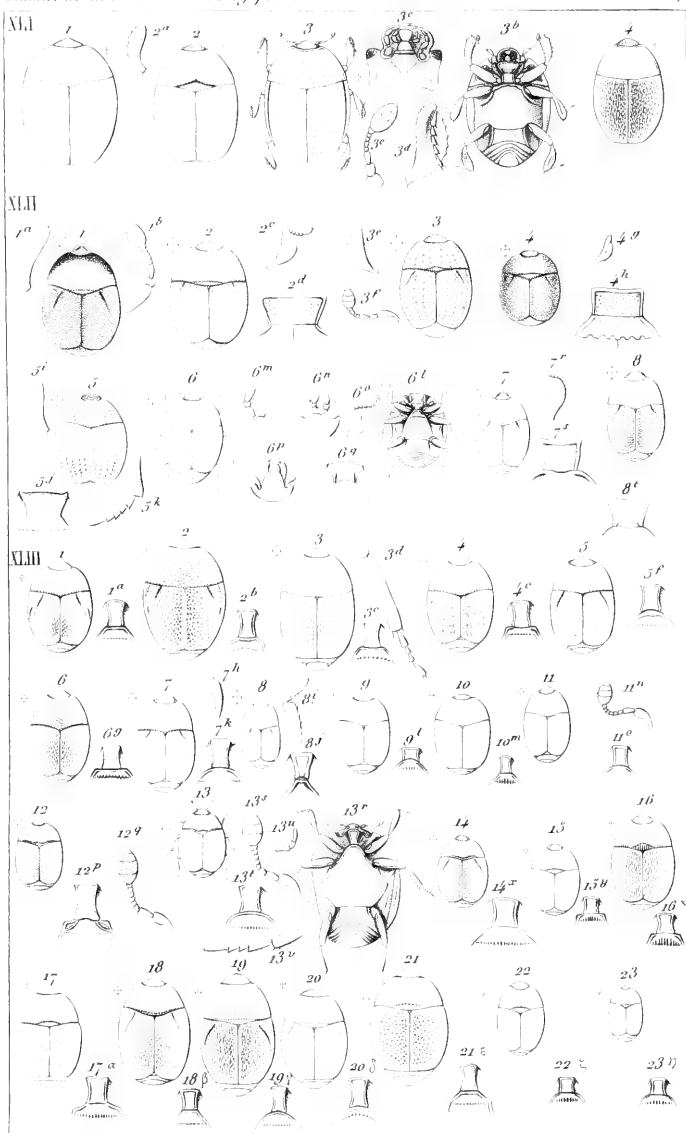 XLI
1 2ª 2 3 3ᶜ 3ᵇ 4
3ᵉ 3ᵈ
XLII
1ª 1 1ᵇ 2 2ᶜ 3ᵉ 3 4 4ᵍ
2ᵈ 3ᶠ 4ʰ
5ⁱ 5 6 6ᵐ 6ⁿ 6ᵒ 6ˡ 7 7ʳ 8
6ᵖ 6q 7ˢ
5ʲ 5ᵏ 8ᵗ
XLIII
1 2 3 3ᵈ 4 5
1ª 2ᵇ 3ᶜ 4ᵉ 5ᶠ
6 7 7ʰ 8 8ⁱ 9 10 11 11ⁿ
6ᵍ 7ᵏ 8ʲ 9ˡ 10ᵐ 11ᵒ
12 12q 13 13ˢ 13ᵘ 13ʳ 14 15 16
12ᵖ 13ᵗ 14ˣ 15ʸ 16
13ᵛ
17 18 19 20 21 22 23
17ᵅ 18ᵝ 19ᵞ 20ᵟ 21ᵋ 22ζ 23η